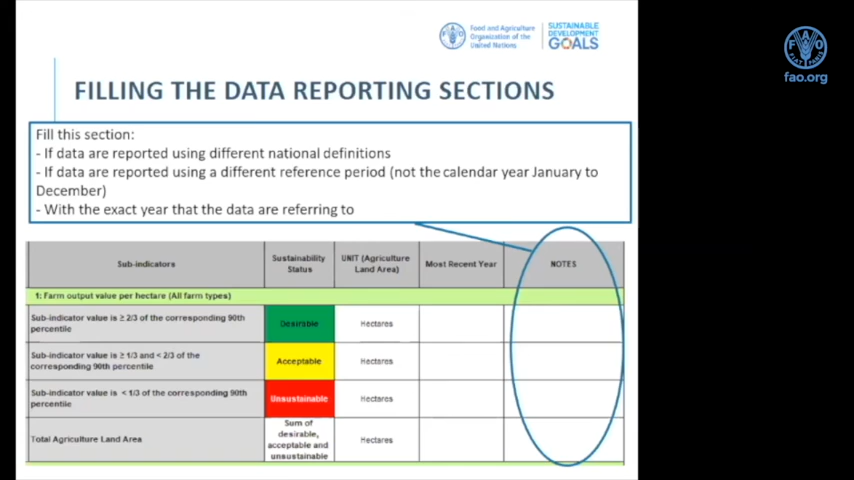 Food and Agriculture
Organization of the
United Nations
SUSTAINABLE
DEVELOPMENT
GOALS
FAO
FIAT PANIS
fao.org
FILLING THE DATA REPORTING SECTIONS
Fill this section:
- If data are reported using different national definitions
- If data are reported using a different reference period (not the calendar year January to
December)
- With the exact year that the data are referring to
Sub-indicators
Sustainability
Status
UNIT (Agriculture
Land Area)
Most Recent Year
NOTES
1: Farm output value per hectare (All farm types)
Sub-indicator value is ≥ 2/3 of the corresponding 90th
percentile
Desirable
Hectares
Sub-indicator value is ≥ 1/3 and < 2/3 of the
corresponding 90th percentile
Acceptable
Hectares
Sub-indicator value is < 1/3 of the corresponding 90th
percentile
Unsustainable
Hectares
Total Agriculture Land Area
Sum of
desirable,
acceptable and
unsustainable
Hectares